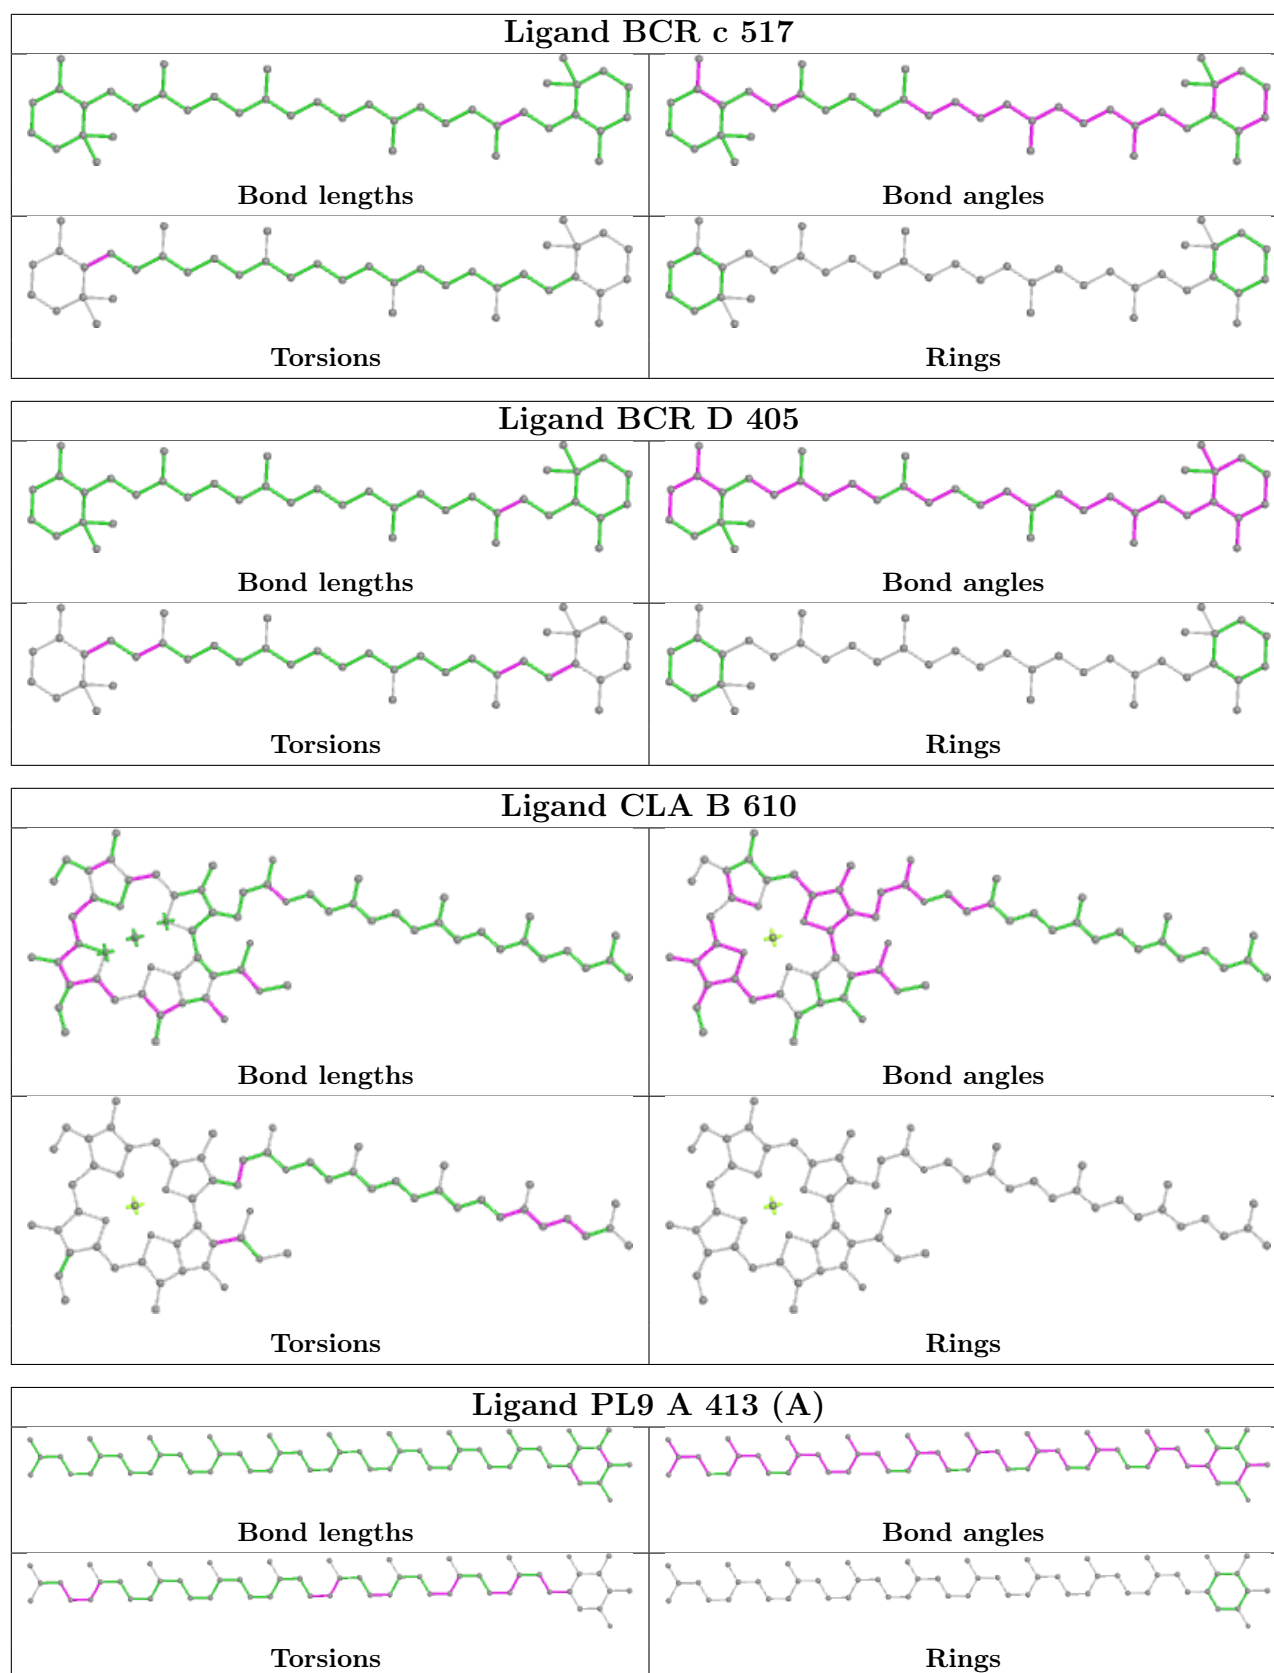 Ligand BCR c 517
Bond lengths
Bond angles
Torsions
Rings
Ligand BCR D 405
Bond lengths
Bond angles
Torsions
Rings
Ligand CLA B 610
Bond lengths
Bond angles
Torsions
Rings
Ligand PL9 A 413 (A)
Bond lengths
Bond angles
Torsions
Rings